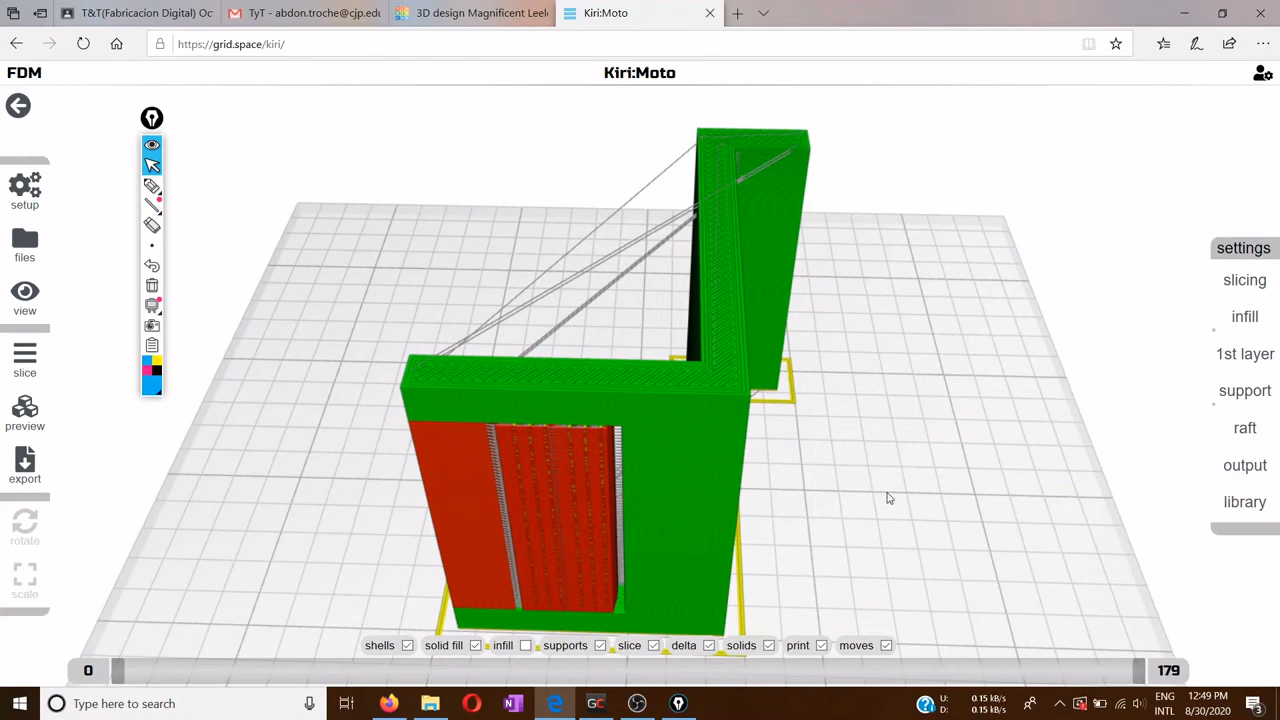 T&T(Fabricacion Digital) Oc
TyT - abdon.troche@cjp.edu.
3D design Magnificent Leelo
Kiri:Moto
https://grid.space/kiri/
FDM
Kiri:Moto
setup
files
view
slice
preview
export
rotate
scale
settings
slicing
infill
1st layer
support
raft
output
library
shells
solid fill
infill
supports
slice
delta
solids
print
moves
0
179
Type here to search
GC
U: 0.15 kB/s
D: 0.15 kB/s
ENG
INTL
12:49 PM
8/30/2020
3